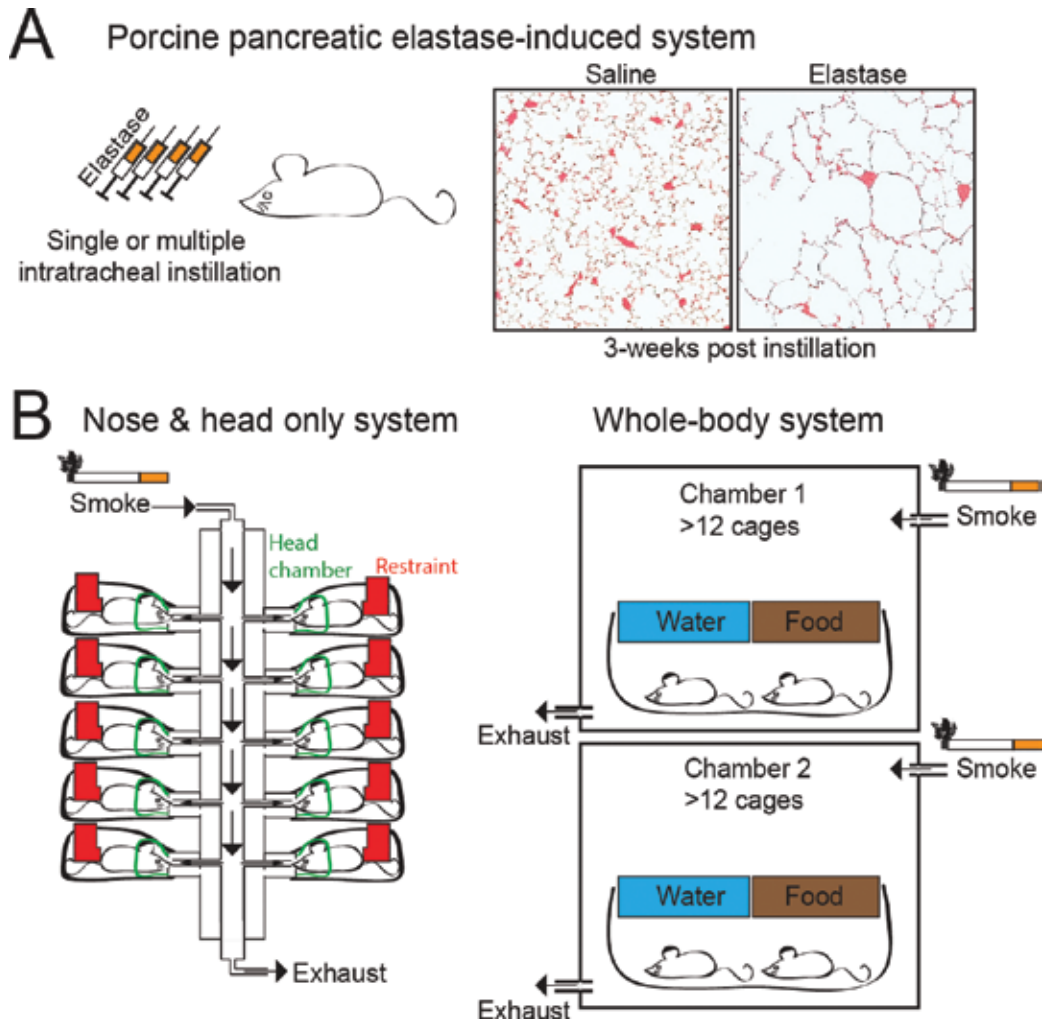 A
Porcine pancreatic elastase-induced system
Saline
Elastase
Elastase
Single or multiple
intratracheal instillation
3-weeks post instillation
B
Nose & head only system
Whole-body system
Smoke
Head
chamber
Restraint
Exhaust
Chamber 1
>12 cages
Smoke
Water
Food
Exhaust
Chamber 2
>12 cages
Smoke
Water
Food
Exhaust